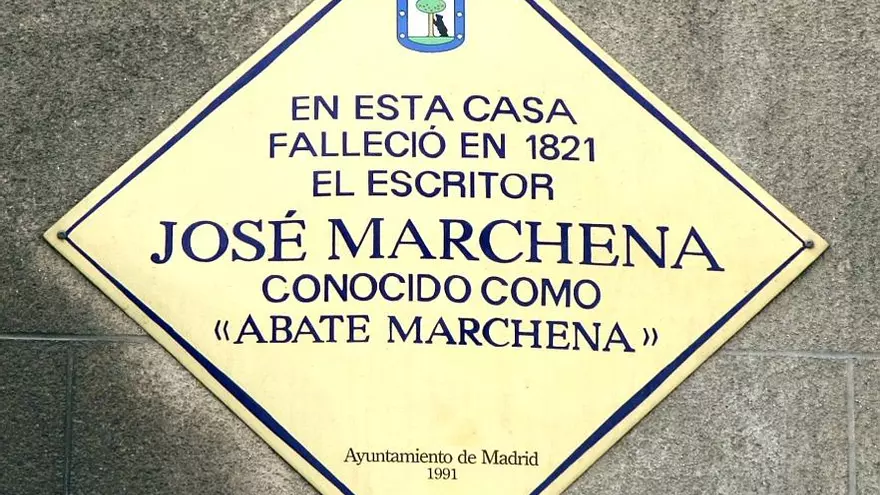 EN ESTA CASA
FALLECIÓ EN 1821
EL ESCRITOR
JOSÉ MARCHENA
CONOCIDO COMO
«ABATE MARCHENA»
Ayuntamiento de Madrid
1991